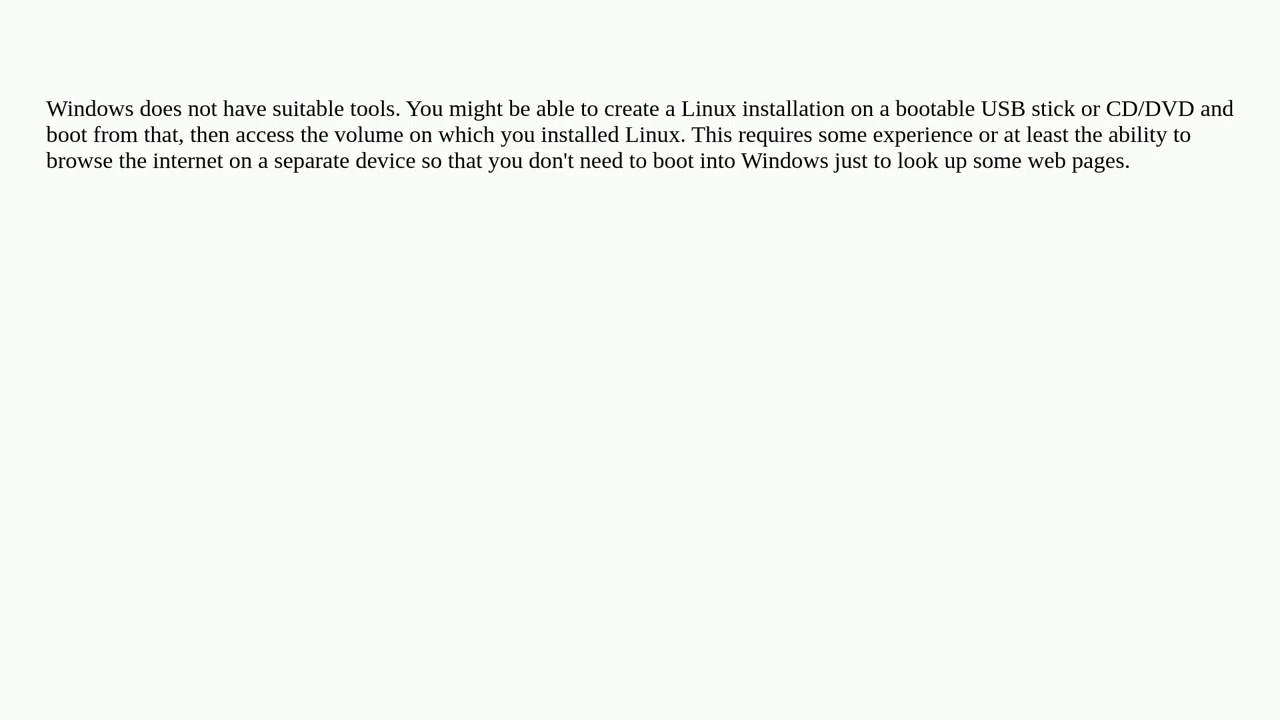 Windows does not have suitable tools. You might be able to create a Linux installation on a bootable USB stick or CD/DVD and
boot from that, then access the volume on which you installed Linux. This requires some experience or at least the ability to
browse the internet on a separate device so that you don't need to boot into Windows just to look up some web pages.